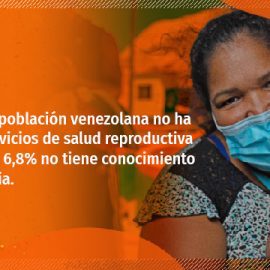 población venezolana no ha
vicios de salud reproductiva
6,8% no tiene conocimiento
ia.